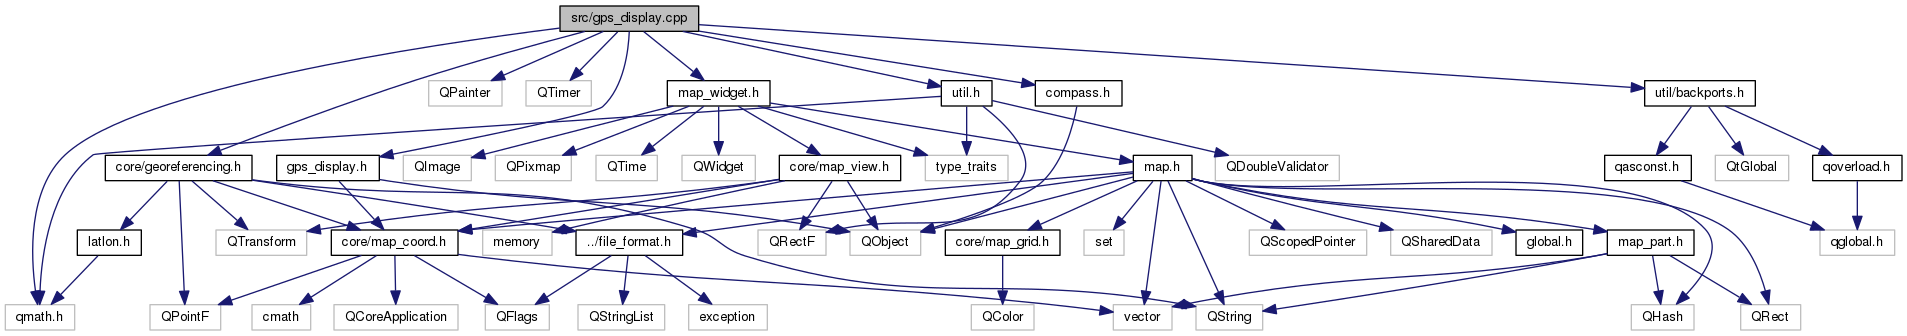 src/gps_display.cpp
QPainter
QTimer
map_widget.h
util.h
compass.h
util/backports.h
core/georeferencing.h
gps_display.h
QImage
QPixmap
QTime
QWidget
core/map_view.h
type_traits
map.h
QDoubleValidator
qasconst.h
QtGlobal
qoverload.h
latlon.h
QTransform
core/map_coord.h
memory
../file_format.h
QRectF
QObject
core/map_grid.h
set
QScopedPointer
QSharedData
global.h
map_part.h
qglobal.h
qmath.h
QPointF
cmath
QCoreApplication
QFlags
QStringList
exception
QColor
vector
QString
QHash
QRect